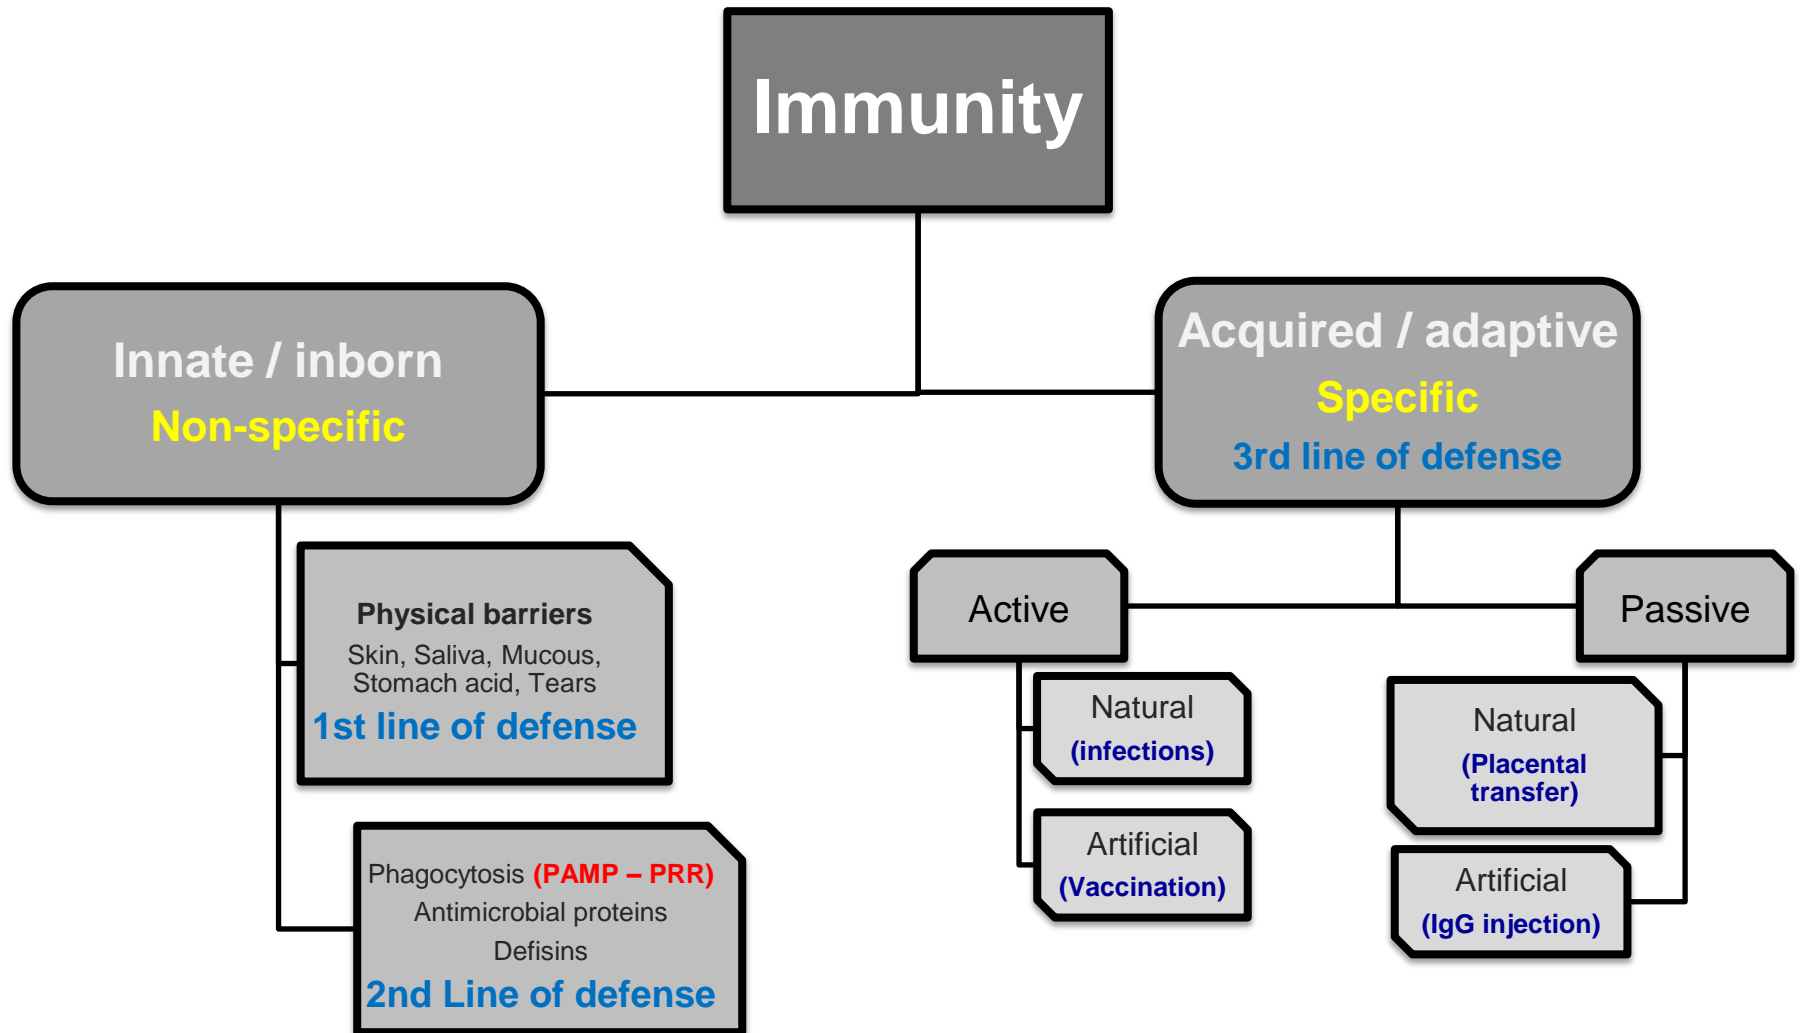 Immunity
Innate / inborn
Non-specific
Acquired / adaptive
Specific
3rd line of defense
Physical barriers
Skin, Saliva, Mucous,
Stomach acid, Tears
1st line of defense
Phagocytosis (PAMP – PRR)
Antimicrobial proteins
Defisins
2nd Line of defense
Active
Natural
(infections)
Artificial
(Vaccination)
Passive
Natural
(Placental
transfer)
Artificial
(IgG injection)